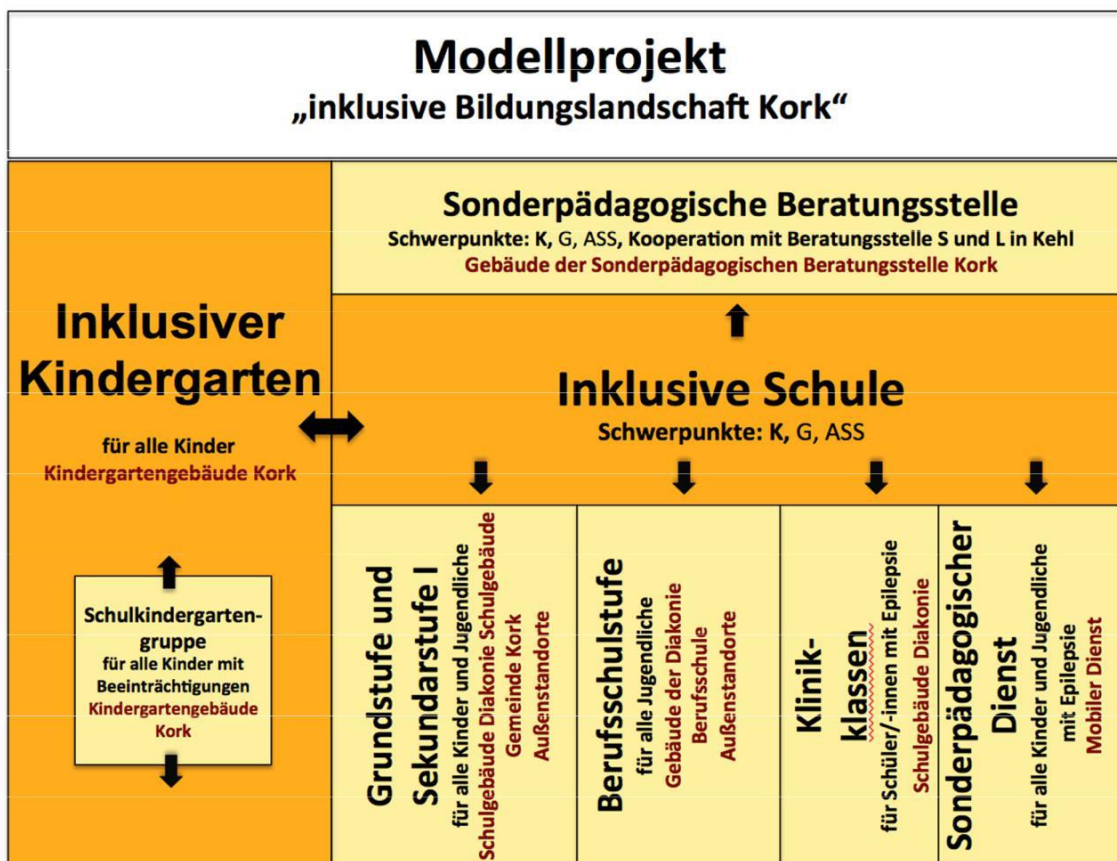 Modellprojekt
„inklusive Bildungslandschaft Kork“
Inklusiver
Kindergarten
für alle Kinder
Kindergartengebäude Kork
Schulkindergarten-
gruppe
für alle Kinder mit
Beeinträchtigungen
Kindergartengebäude
Kork
Sonderpädagogische Beratungsstelle
Schwerpunkte: K, G, ASS, Kooperation mit Beratungsstelle S und L in Kehl
Gebäude der Sonderpädagogischen Beratungsstelle Kork
Inklusive Schule
Schwerpunkte: K, G, ASS
Grundstufe und
Sekundarstufe I
für alle Kinder und Jugendliche
Schulgebäude Diakonie Schulgebäude
Gemeinde Kork
Außenstandorte
Berufsschulstufe
für alle Jugendliche
Gebäude der Diakonie
Berufsschule
Außenstandorte
Klinik-
klassen
für Schüler/-innen mit Epilepsie
Schulgebäude Diakonie
Sonderpädagogischer
Dienst
für alle Kinder und Jugendliche
mit Epilepsie
Mobiler Dienst